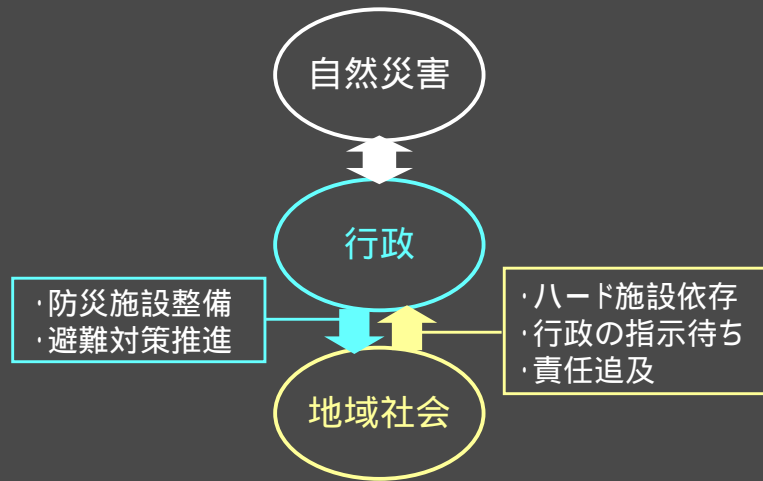 自然災害
行政
・防災施設整備
・避難対策推進
・ハード施設依存
・行政の指示待ち
・責任追及
地域社会